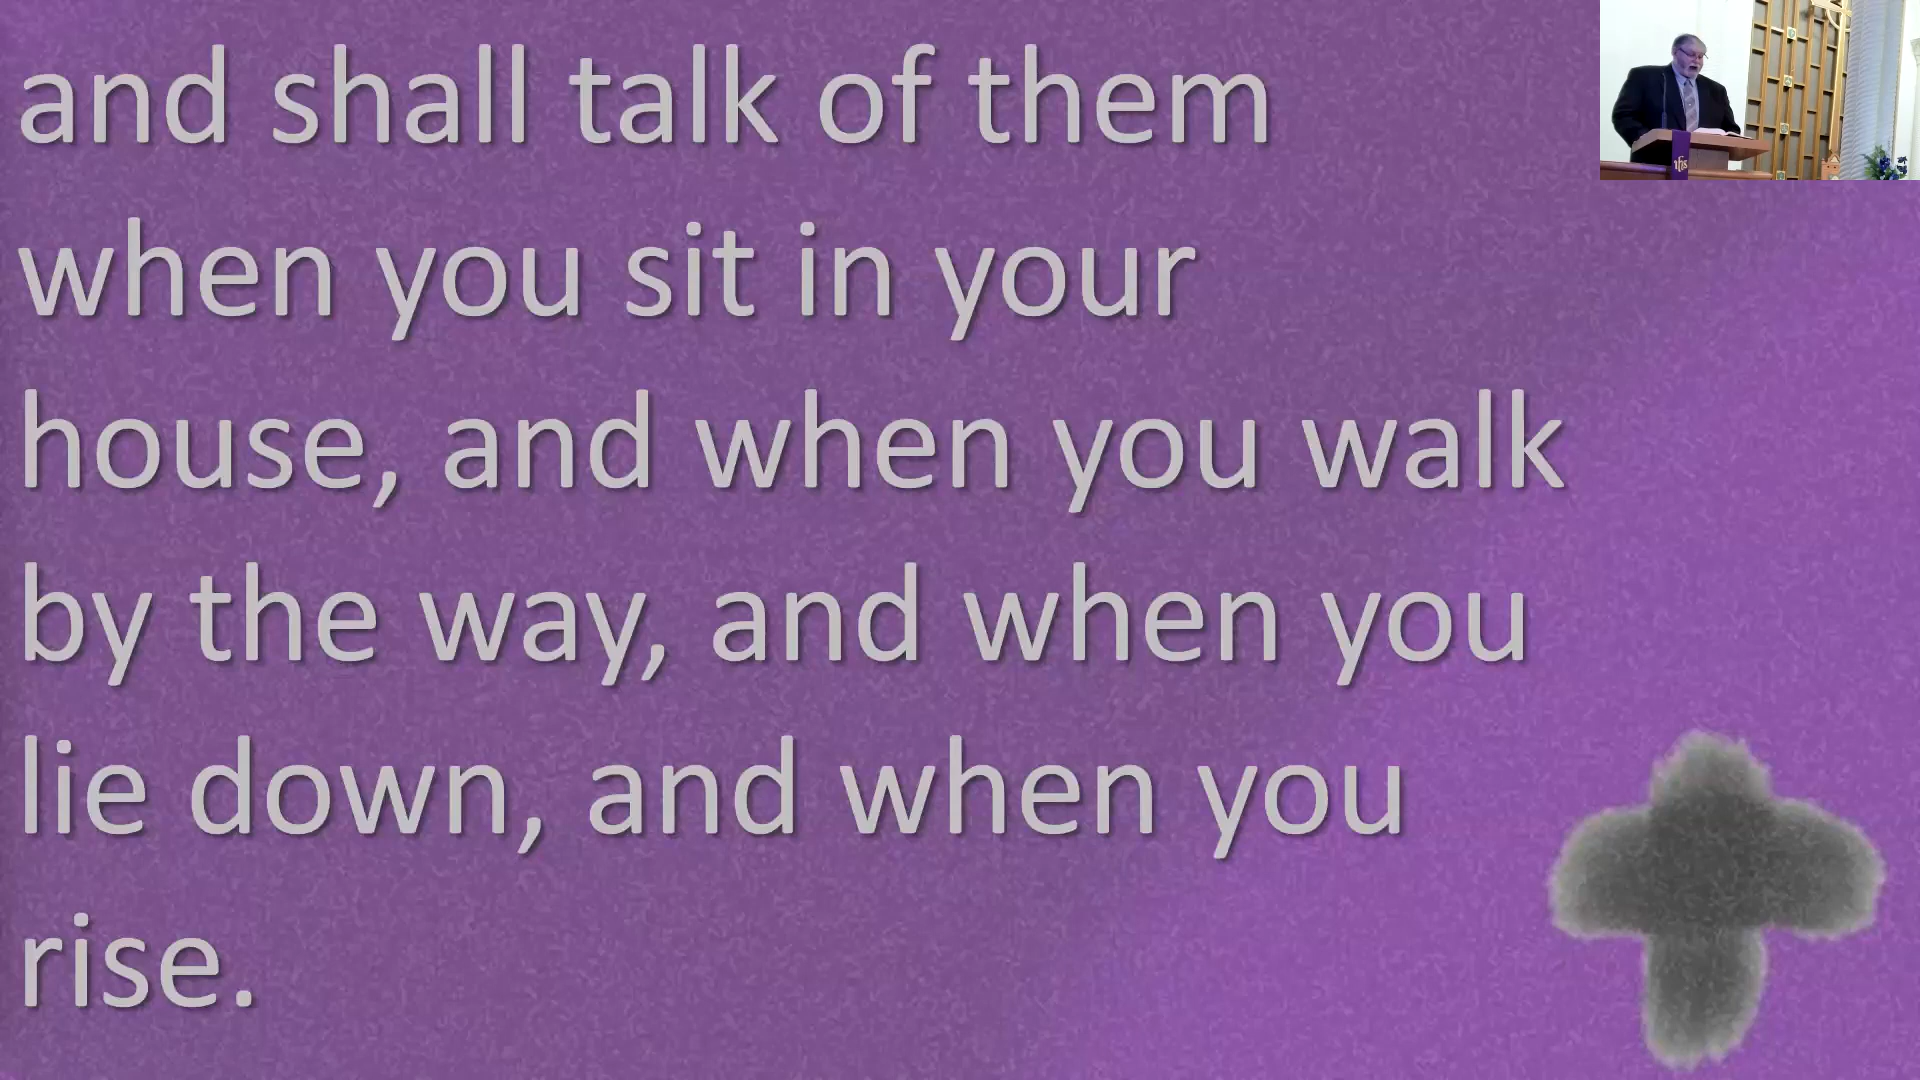 and shall talk of them
when you sit in your
house, and when you walk
by the way, and when you
lie down, and when you
rise.
ihs